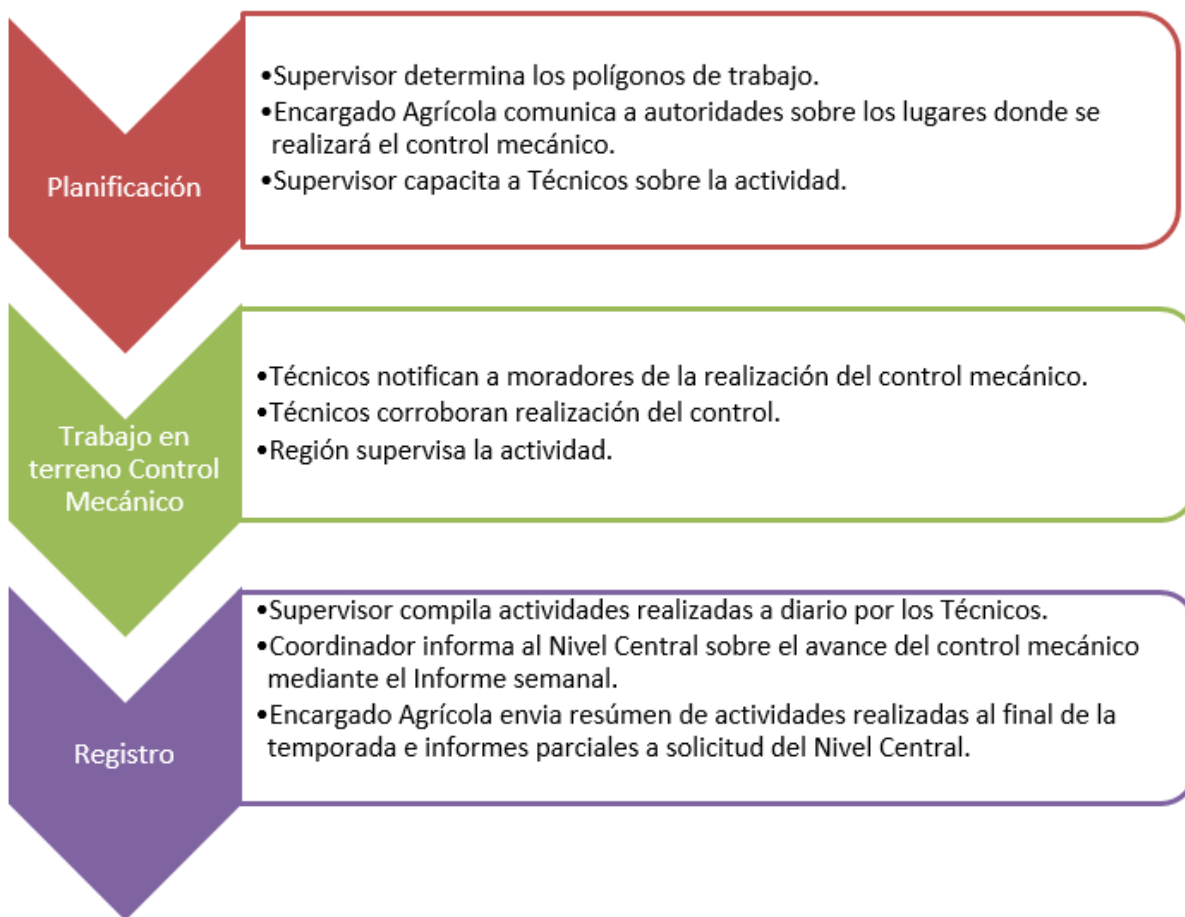 Planificación
•Supervisor determina los polígonos de trabajo.
•Encargado Agrícola comunica a autoridades sobre los lugares donde se
realizará el control mecánico.
•Supervisor capacita a Técnicos sobre la actividad.
Trabajo en
terreno Control
Mecánico
•Técnicos notifican a moradores de la realización del control mecánico.
•Técnicos corroboran realización del control.
•Región supervisa la actividad.
Registro
•Supervisor compila actividades realizadas a diario por los Técnicos.
•Coordinador informa al Nivel Central sobre el avance del control mecánico
mediante el Informe semanal.
•Encargado Agrícola envia resúmen de actividades realizadas al final de la
temporada e informes parciales a solicitud del Nivel Central.